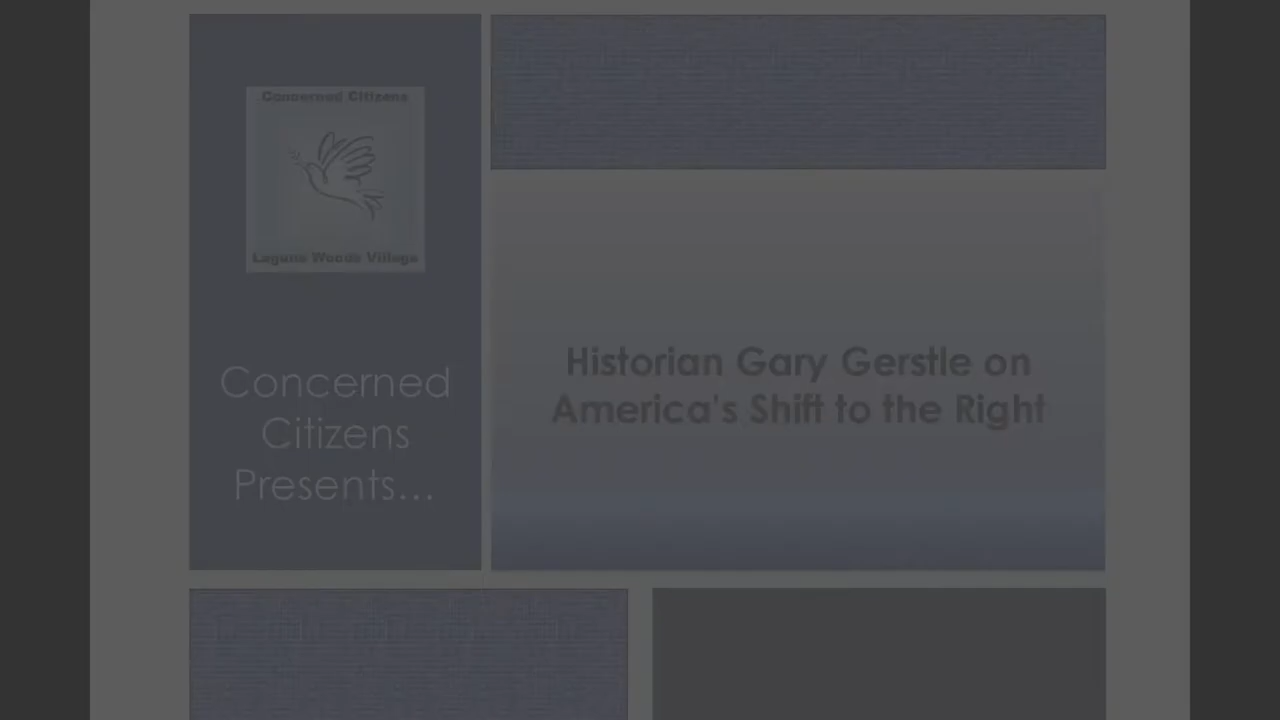 Concerned Citizens
Laguna Woods Village
Concerned
Citizens
Presents...
Historian Gary Gerstle on
America's Shift to the Right